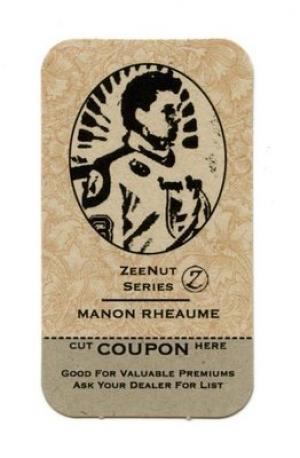 ZEENUT
SERIES Z
MANON RHEAUME
CUT COUPON HERE
GOOD FOR VALUABLE PREMIUMS
ASK YOUR DEALER FOR LIST